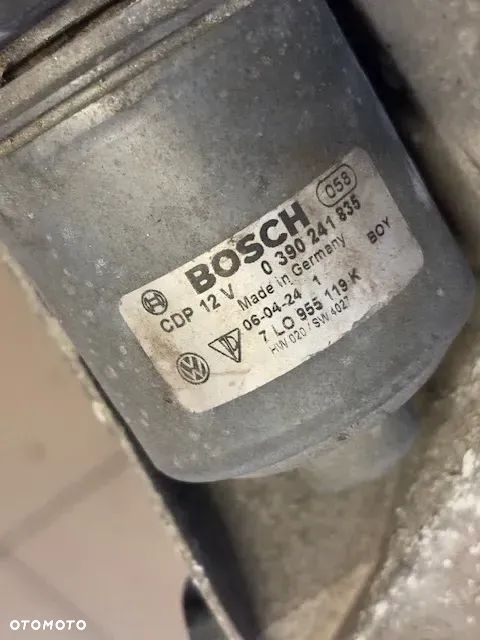 058
BOSCH
CDP 12 V 0 390 241 835
Made in Germany BOY
06-04-24 1
7 L0 955 119 K
HW 020 / SW 4027
OTOMOTO